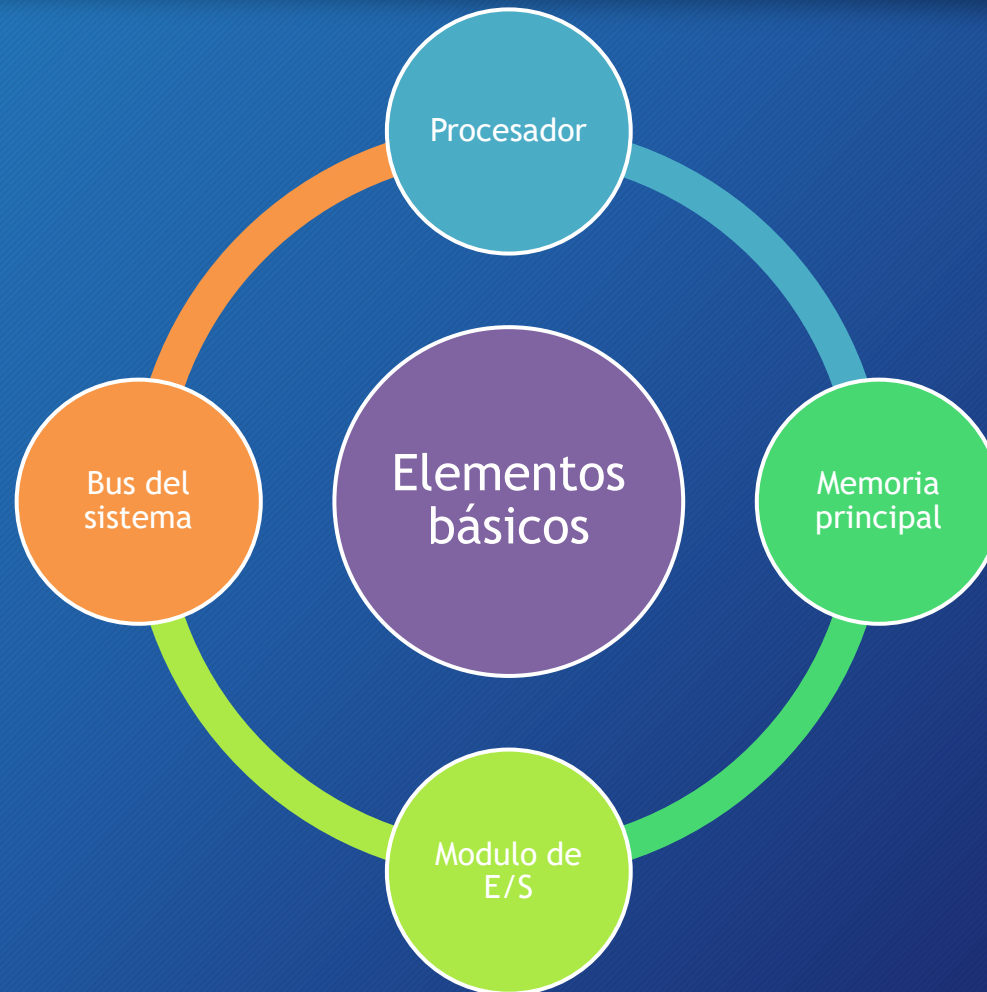 Procesador
Elementos
básicos
Bus del
sistema
Memoria
principal
Modulo de
E/S